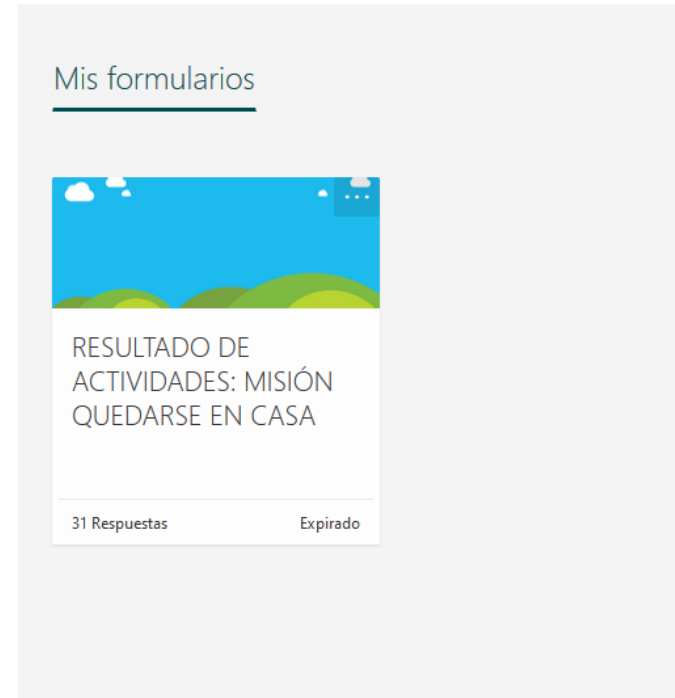 Mis formularios
RESULTADO DE
ACTIVIDADES: MISIÓN
QUEDARSE EN CASA
31 Respuestas
Expirado